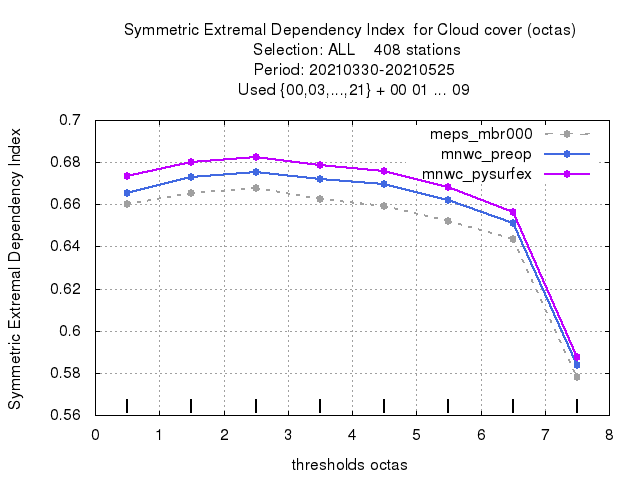 Symmetric Extremal Dependency Index  for Cloud cover (octas)
Selection: ALL    408 stations
Period: 20210330-20210525
Used {00,03,...,21} + 00 01 ... 09
Symmetric Extremal Dependency Index
0.7
0.68
0.66
0.64
0.62
0.6
0.58
0.56
meps_mbr000
mnwc_preop
mnwc_pysurfex
0 1 2 3 4 5 6 7 8
thresholds octas